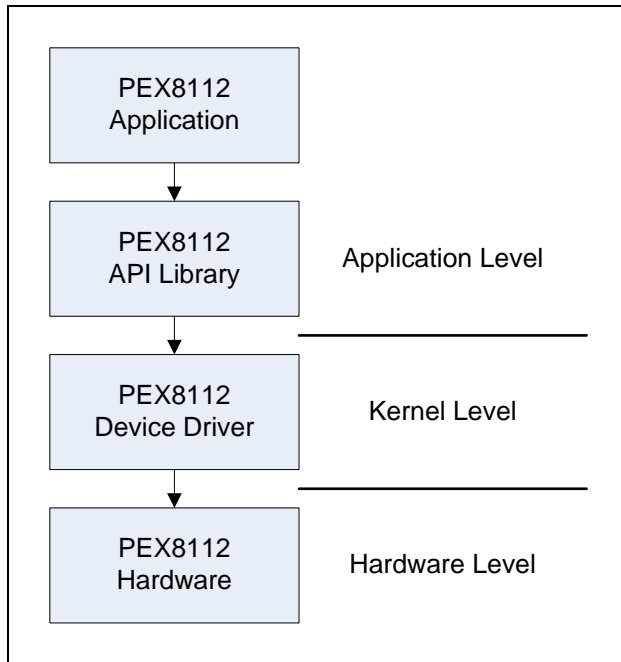 PEX8112
Application
PEX8112
API Library
Application Level
PEX8112
Device Driver
Kernel Level
PEX8112
Hardware
Hardware Level